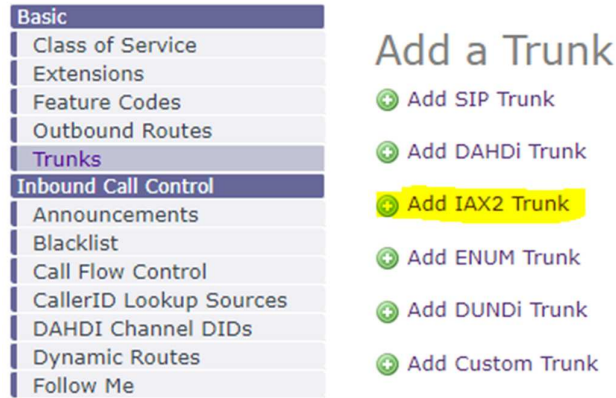 Basic
Class of Service
Extensions
Feature Codes
Outbound Routes
Trunks
Inbound Call Control
Announcements
Blacklist
Call Flow Control
CallerID Lookup Sources
DAHDI Channel DIDs
Dynamic Routes
Follow Me
Add a Trunk
Add SIP Trunk
Add DAHDi Trunk
Add IAX2 Trunk
Add ENUM Trunk
Add DUNDi Trunk
Add Custom Trunk